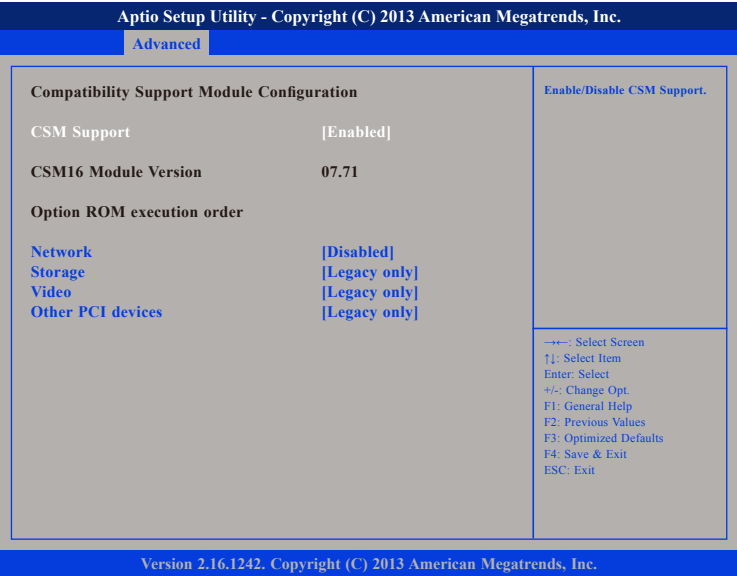 Aptio Setup Utility - Copyright (C) 2013 American Megatrends, Inc.
Advanced
Compatibility Support Module Configuration
CSM Support [Enabled]
CSM16 Module Version 07.71
Option ROM execution order
Network [Disabled]
Storage [Legacy only]
Video [Legacy only]
Other PCI devices [Legacy only]
Enable/Disable CSM Support.
→←: Select Screen
↑↓: Select Item
Enter: Select
+/-: Change Opt.
F1: General Help
F2: Previous Values
F3: Optimized Defaults
F4: Save & Exit
ESC: Exit
Version 2.16.1242. Copyright (C) 2013 American Megatrends, Inc.